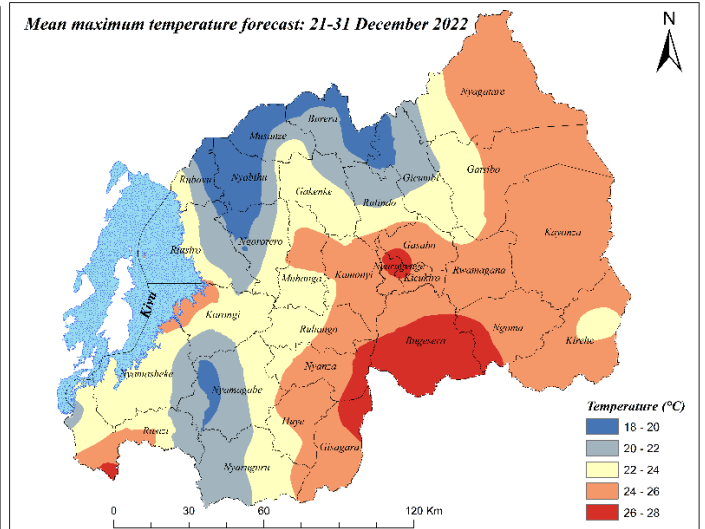 Mean maximum temperature forecast: 21-31 December 2022
N
Nyagatare
Burera
Musanze
Rubavu
Nyabihu
Gicumbi
Gatsibo
Gakenke
Rulindo
Kayonza
Rutsiro
Ngororero
Gasabo
Nyarugenge
Kicukiro
Rwamagana
Muhanga
Kamonyi
Kivu
Karongi
Ruhango
Bugesera
Ngoma
Kirehe
Nyanza
Nyamasheke
Nyamagabe
Huye
Rusizi
Gisagara
Nyaruguru
Temperature (°C)
18 - 20
20 - 22
22 - 24
24 - 26
26 - 28
0 30 60 120 Km